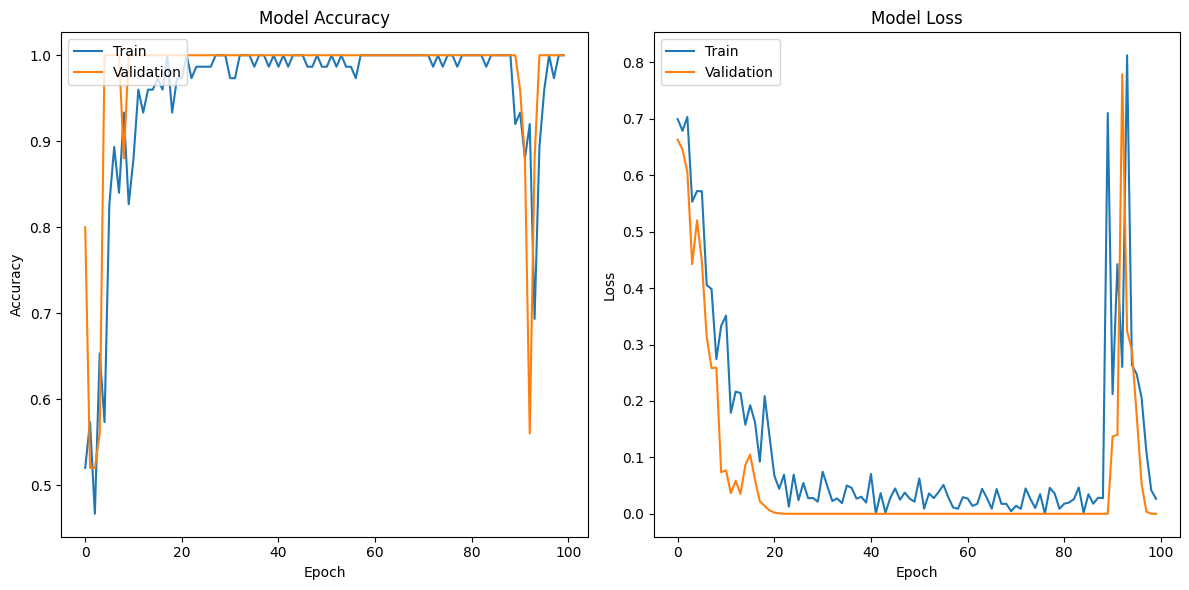 Model Accuracy
Train
Validation
1.0
0.9
0.8
0.7
0.6
0.5
Accuracy
0 20 40 60 80 100
Epoch
Model Loss
Train
Validation
0.8
0.7
0.6
0.5
0.4
0.3
0.2
0.1
0.0
Loss
0 20 40 60 80 100
Epoch